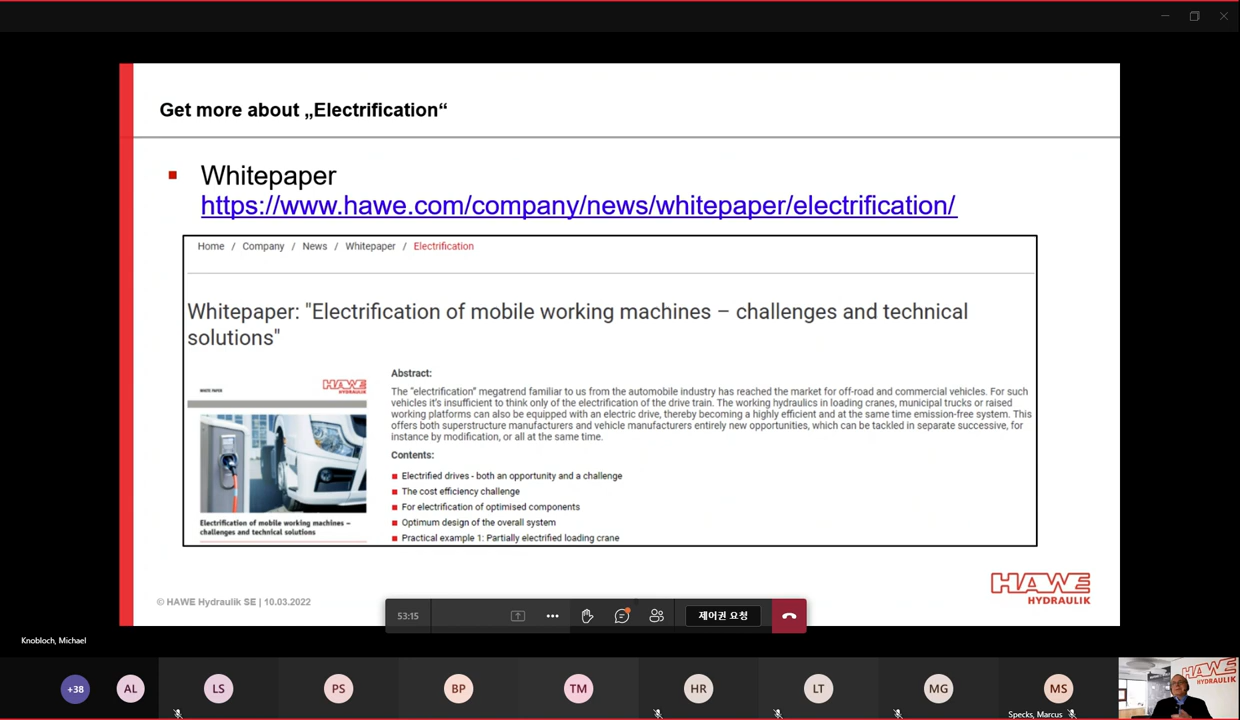 Get more about „Electrification“
Whitepaper
https://www.hawe.com/company/news/whitepaper/electrification/
Home / Company / News / Whitepaper / Electrification
Whitepaper: "Electrification of mobile working machines – challenges and technical
solutions"
WHITE PAPER
HAWE
HYDRAULIK
Electrification of mobile working machines –
challenges and technical solutions
Abstract:
The "electrification" megatrend familiar to us from the automobile industry has reached the market for off-road and commercial vehicles. For such
vehicles it's insufficient to think only of the electrification of the drive train. The working hydraulics in loading cranes, municipal trucks or raised
working platforms can also be equipped with an electric drive, thereby becoming a highly efficient and at the same time emission-free system. This
offers both superstructure manufacturers and vehicle manufacturers entirely new opportunities, which can be tackled in separate successive, for
instance by modification, or all at the same time.
Contents:
Electrified drives - both an opportunity and a challenge
The cost efficiency challenge
For electrification of optimised components
Optimum design of the overall system
Practical example 1: Partially electrified loading crane
© HAWE Hydraulik SE | 10.03.2022
HAWE
HYDRAULIK
53:15
제어권 요청
Knobloch, Michael
+38
AL
LS
PS
BP
TM
HR
LT
MG
MS
Specks, Marcus
HAWE
HYDRAULIK